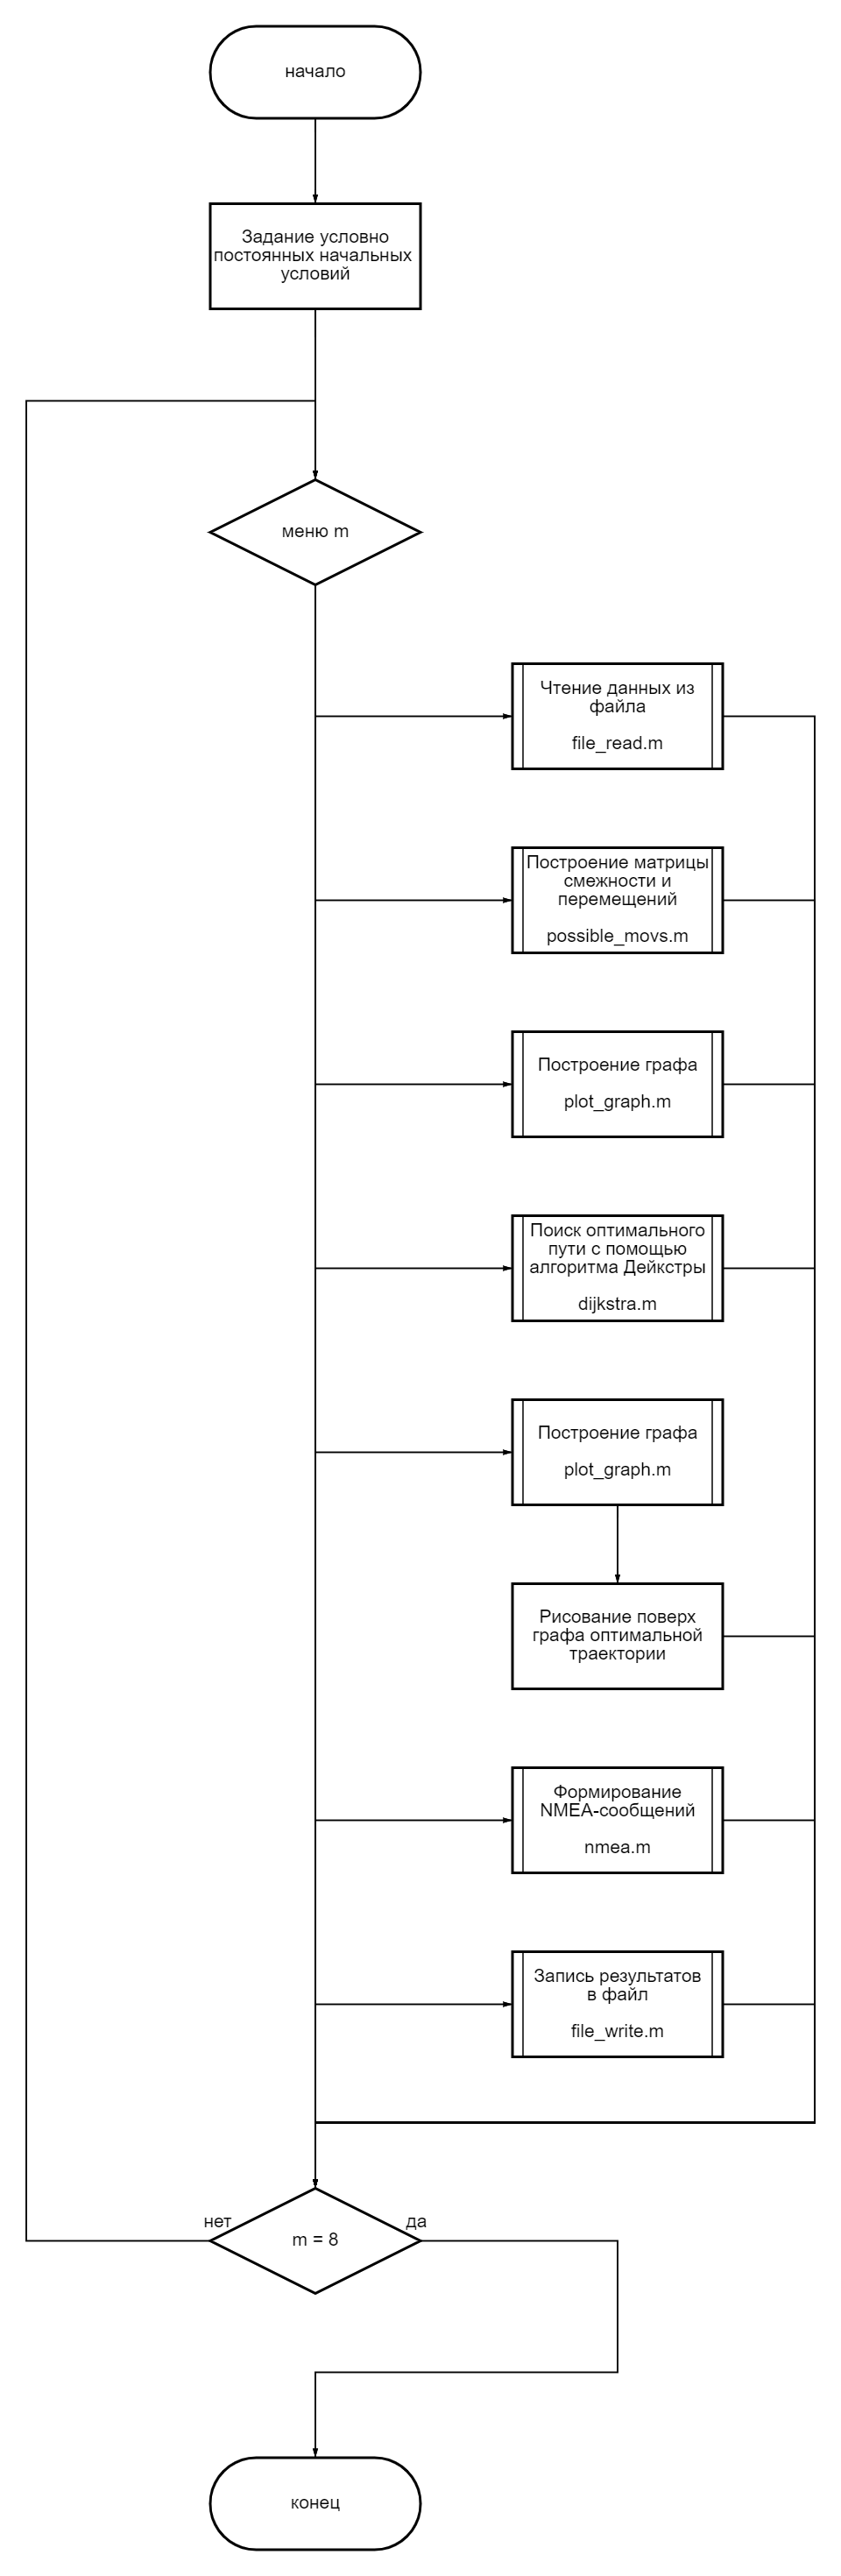 начало
Задание условно
постоянных начальных
условий
меню m
Чтение данных из
файла
file_read.m
Построение матрицы
смежности и
перемещений
possible_movs.m
Построение графа
plot_graph.m
Поиск оптимального
пути с помощью
алгоритма Дейкстры
dijkstra.m
Построение графа
plot_graph.m
Рисование поверх
графа оптимальной
траектории
Формирование
NMEA-сообщений
nmea.m
Запись результатов
в файл
file_write.m
нет
да
m = 8
конец